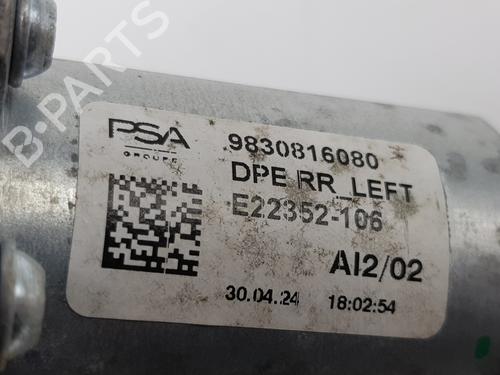 B-PARTS
PSA
GROUPE
9830816080
DPE RR_LEFT
E22352-106
AI2/02
30.04.24 18:02:54